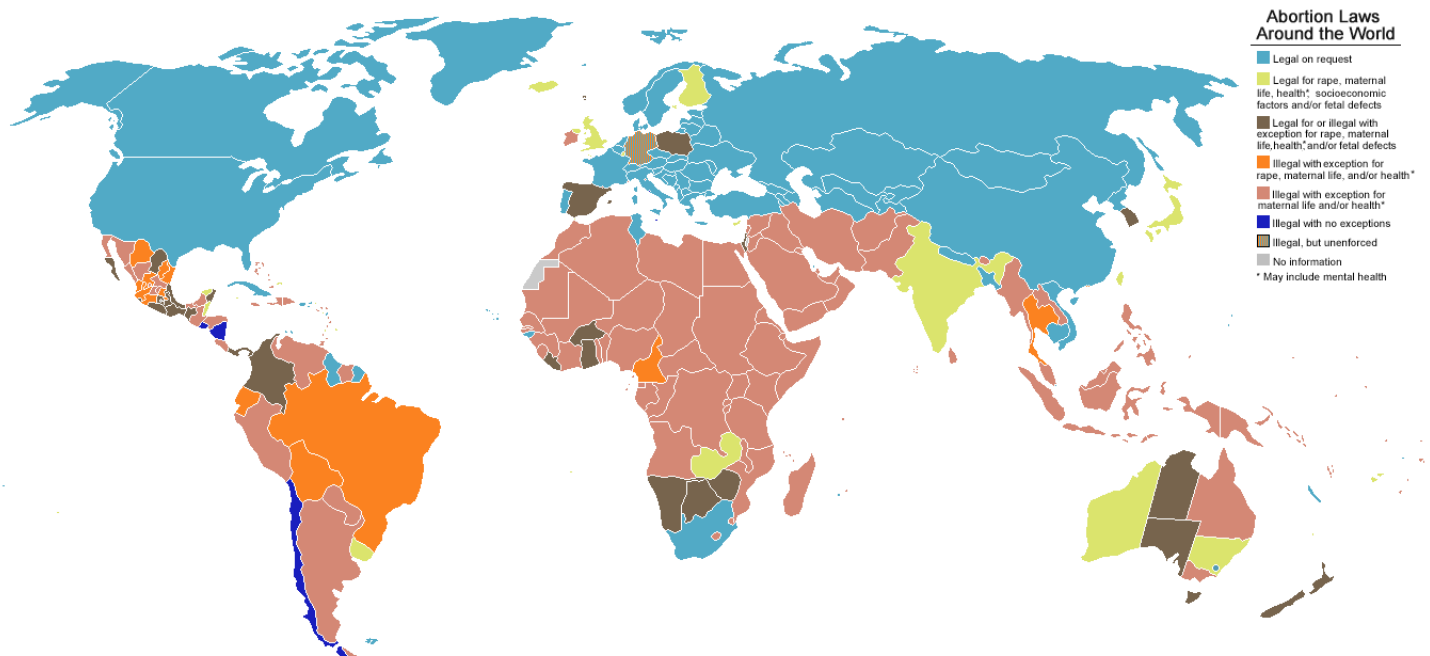 Abortion Laws
Around the World
Legal on request
Legal for rape, maternal
life, health*, socioeconomic
factors and/or fetal defects
Legal for or illegal with
exception for rape, maternal
life,health*,and/or fetal defects
Illegal with exception for
rape, maternal life, and/or health*
Illegal with exception for
maternal life and/or health*
Illegal with no exceptions
Illegal, but unenforced
No information
* May include mental health